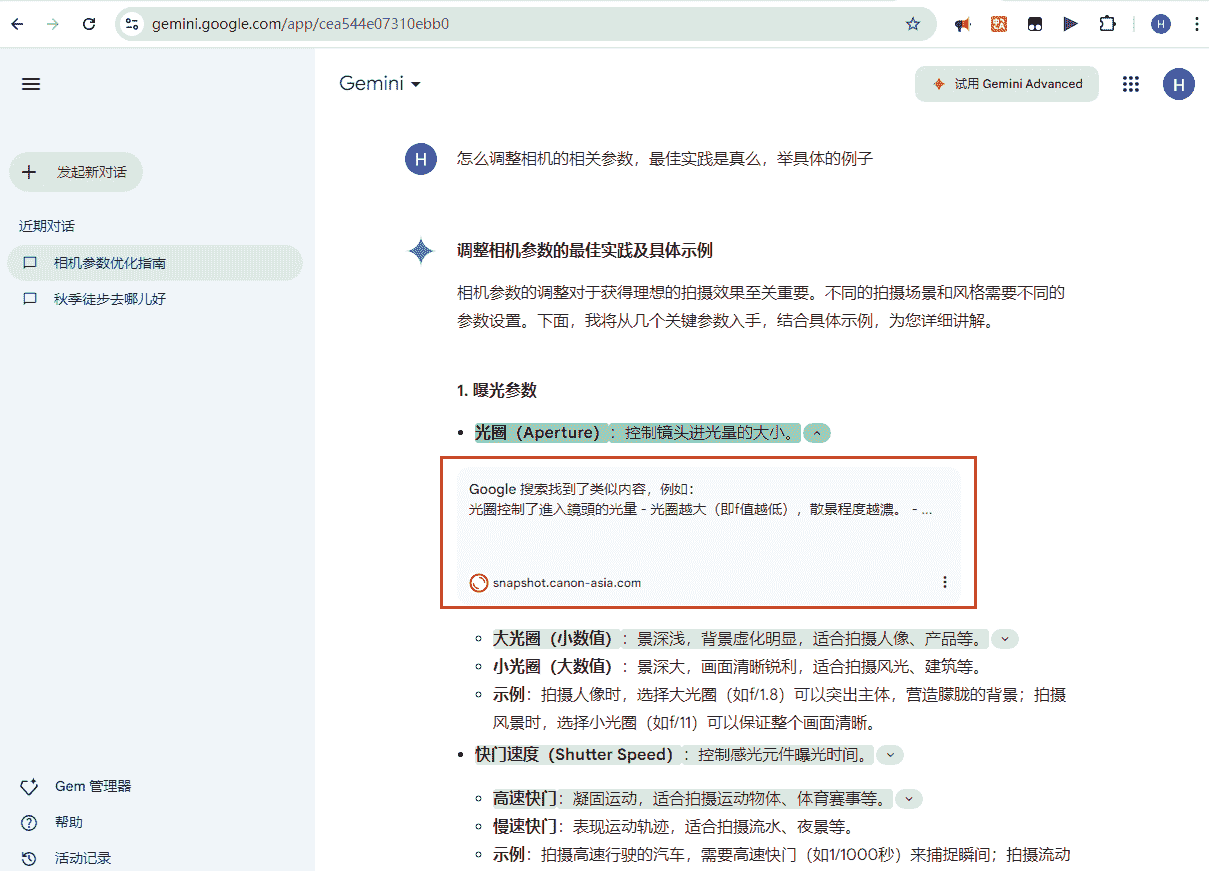 gemini.google.com/app/cea544e07310ebb0
H
Gemini
试用 Gemini Advanced
H
发起新对话
近期对话
相机参数优化指南
秋季徒步去哪儿好
Gem 管理器
帮助
活动记录
H
怎么调整相机的相关参数，最佳实践是真么，举具体的例子
调整相机参数的最佳实践及具体示例
相机参数的调整对于获得理想的拍摄效果至关重要。不同的拍摄场景和风格需要不同的
参数设置。下面，我将从几个关键参数入手，结合具体示例，为您详细讲解。
1. 曝光参数
• 光圈（Aperture）：控制镜头进光量的大小。
Google 搜索找到了类似内容，例如：
光圈控制了進入鏡頭的光量 - 光圈越大（即f值越低），散景程度越濃。 - ...
snapshot.canon-asia.com
大光圈（小数值）：景深浅，背景虚化明显，适合拍摄人像、产品等。
小光圈（大数值）：景深大，画面清晰锐利，适合拍摄风光、建筑等。
示例：拍摄人像时，选择大光圈（如f/1.8）可以突出主体，营造朦胧的背景；拍摄
风景时，选择小光圈（如f/11）可以保证整个画面清晰。
• 快门速度（Shutter Speed）：控制感光元件曝光时间。
高速快门：凝固运动，适合拍摄运动物体、体育赛事等。
慢速快门：表现运动轨迹，适合拍摄流水、夜景等。
示例：拍摄高速行驶的汽车，需要高速快门（如1/1000秒）来捕捉瞬间；拍摄流动